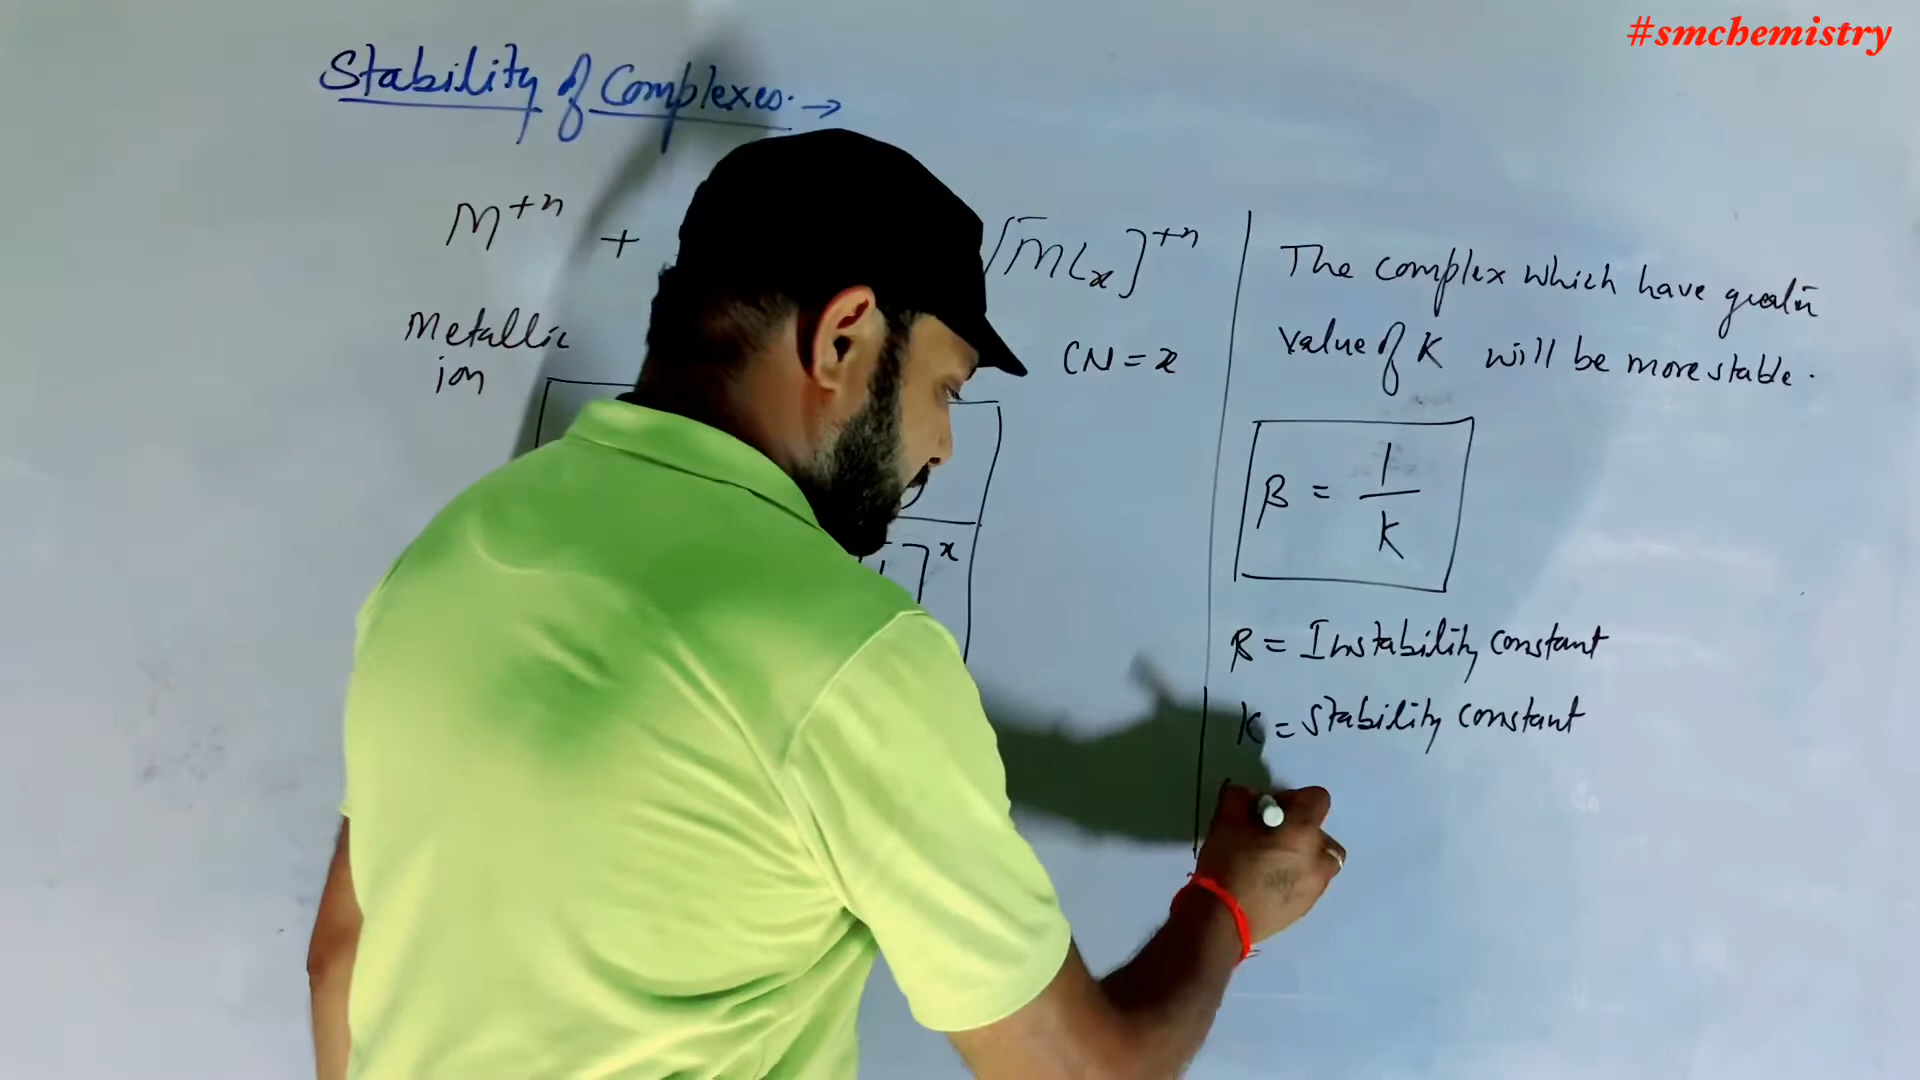 #smchemistry
Stability of Complexes. →
M+n + [MLx]+n
Metallic
ion
CN = x
x
The complex which have greater
value of K will be more stable.
β = 1/K
β = Instability constant
K = Stability constant